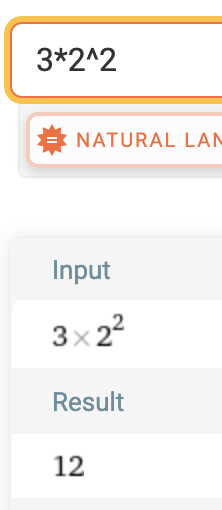 3*2^2
NATURAL LAN
Input
3×2²
Result
12